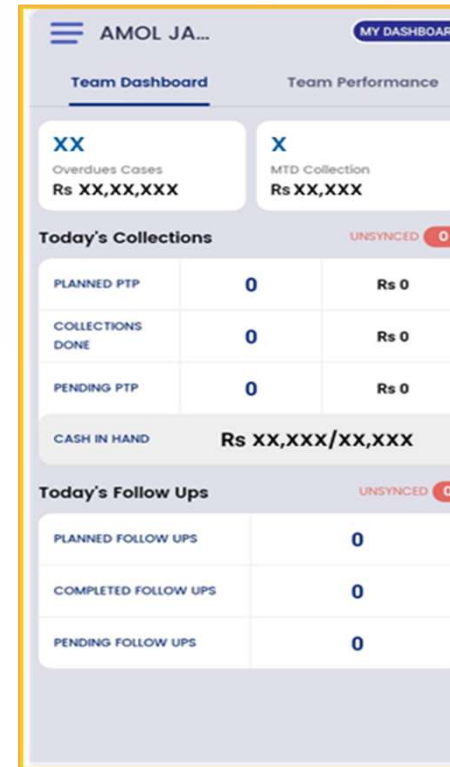 AMOL JA...
MY DASHBOAR
Team Dashboard Team Performance
XX X
Overdues Cases MTD Collection
Rs XX,XX,XXX Rs XX,XXX
Today's Collections UNSYNCED 0
PLANNED PTP 0 Rs 0
COLLECTIONS
DONE 0 Rs 0
PENDING PTP 0 Rs 0
CASH IN HAND Rs XX,XXX/XX,XXX
Today's Follow Ups UNSYNCED 0
PLANNED FOLLOW UPS 0
COMPLETED FOLLOW UPS 0
PENDING FOLLOW UPS 0